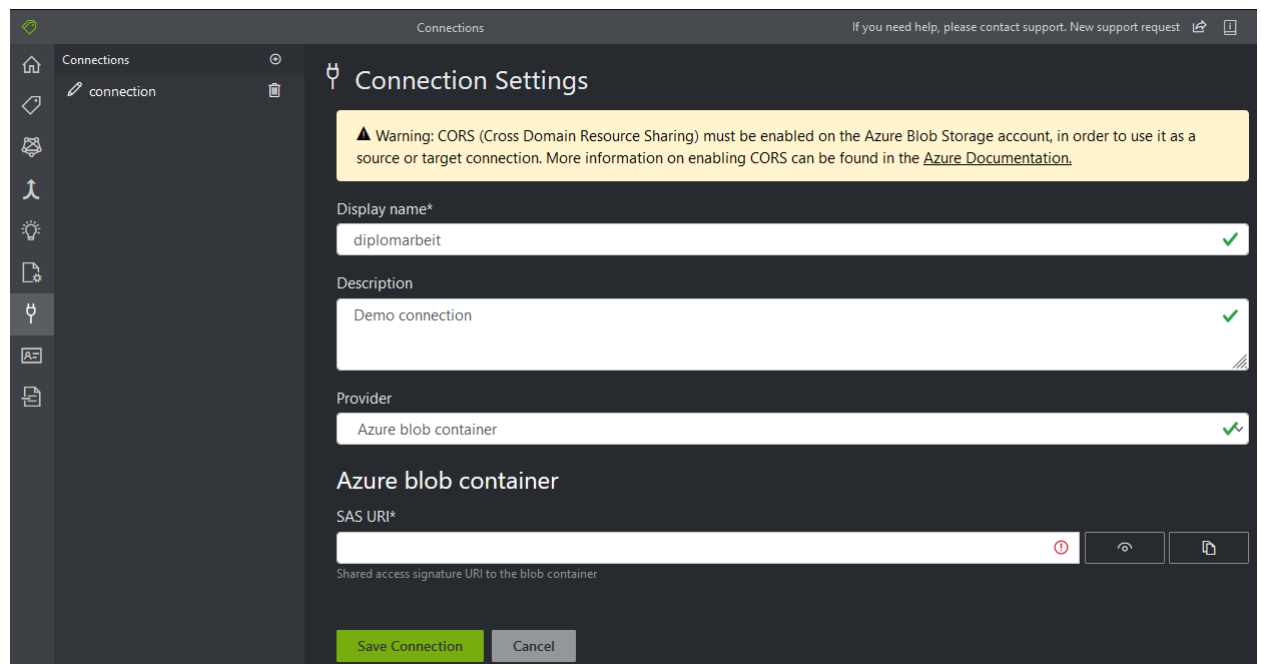 Connections
If you need help, please contact support. New support request
Connections
connection
Connection Settings
Warning: CORS (Cross Domain Resource Sharing) must be enabled on the Azure Blob Storage account, in order to use it as a
source or target connection. More information on enabling CORS can be found in the Azure Documentation.
Display name*
diplomarbeit
Description
Demo connection
Provider
Azure blob container
Azure blob container
SAS URI*
Shared access signature URI to the blob container
Save Connection
Cancel